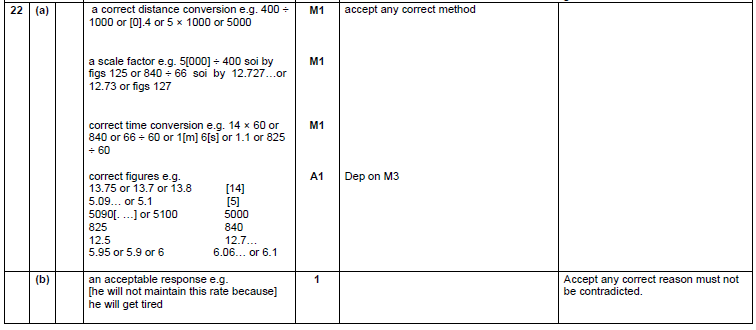 22 (a) a correct distance conversion e.g. 400 ÷ M1 accept any correct method
1000 or [0].4 or 5 × 1000 or 5000
a scale factor e.g. 5[000] ÷ 400 soi by M1
figs 125 or 840 ÷ 66 soi by 12.727…or
12.73 or figs 127
correct time conversion e.g. 14 × 60 or M1
840 or 66 ÷ 60 or 1[m] 6[s] or 1.1 or 825
÷ 60
correct figures e.g. A1 Dep on M3
13.75 or 13.7 or 13.8 [14]
5.09… or 5.1 [5]
5090[. …] or 5100 5000
825 840
12.5 12.7…
5.95 or 5.9 or 6 6.06… or 6.1
(b) an acceptable response e.g. 1 Accept any correct reason must not
[he will not maintain this rate because] be contradicted.
he will get tired